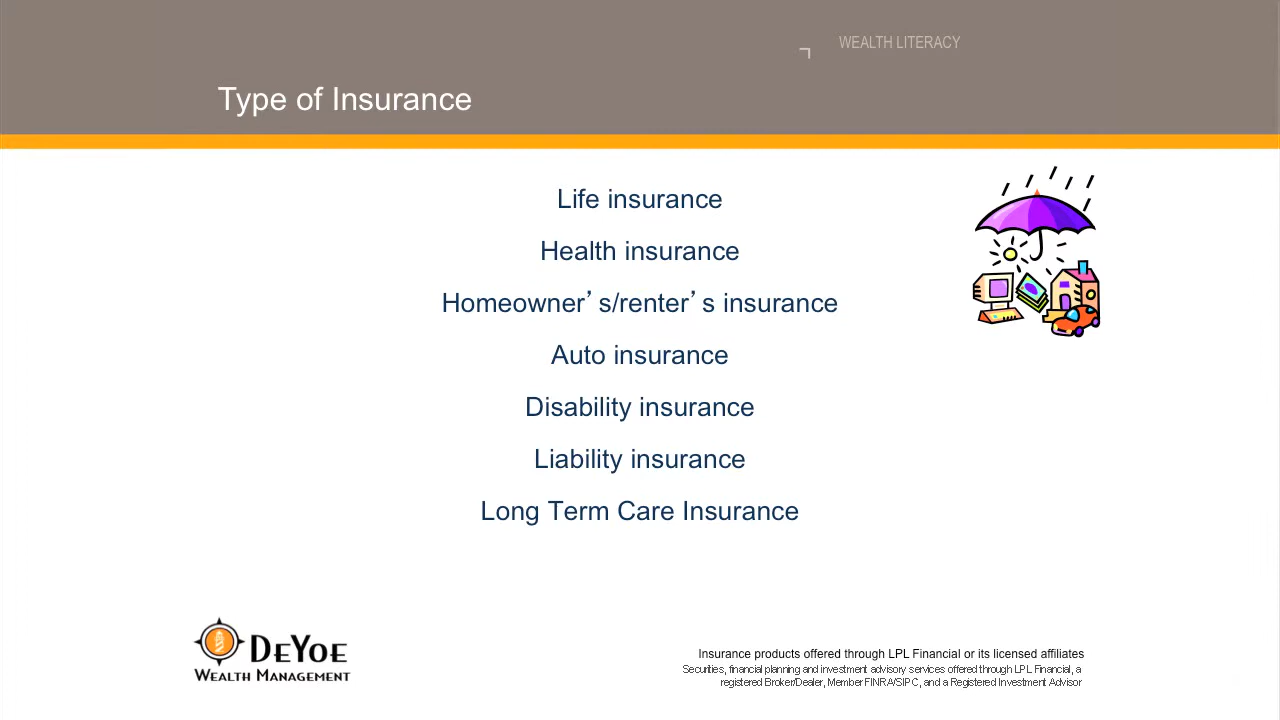 WEALTH LITERACY
Type of Insurance
Life insurance
Health insurance
Homeowner’s/renter’s insurance
Auto insurance
Disability insurance
Liability insurance
Long Term Care Insurance
DeYoe
Wealth Management
Insurance products offered through LPL Financial or its licensed affiliates
Securities, financial planning and investment advisory services offered through LPL Financial, a
registered Broker/Dealer, Member FINRA/SIPC, and a Registered Investment Advisor